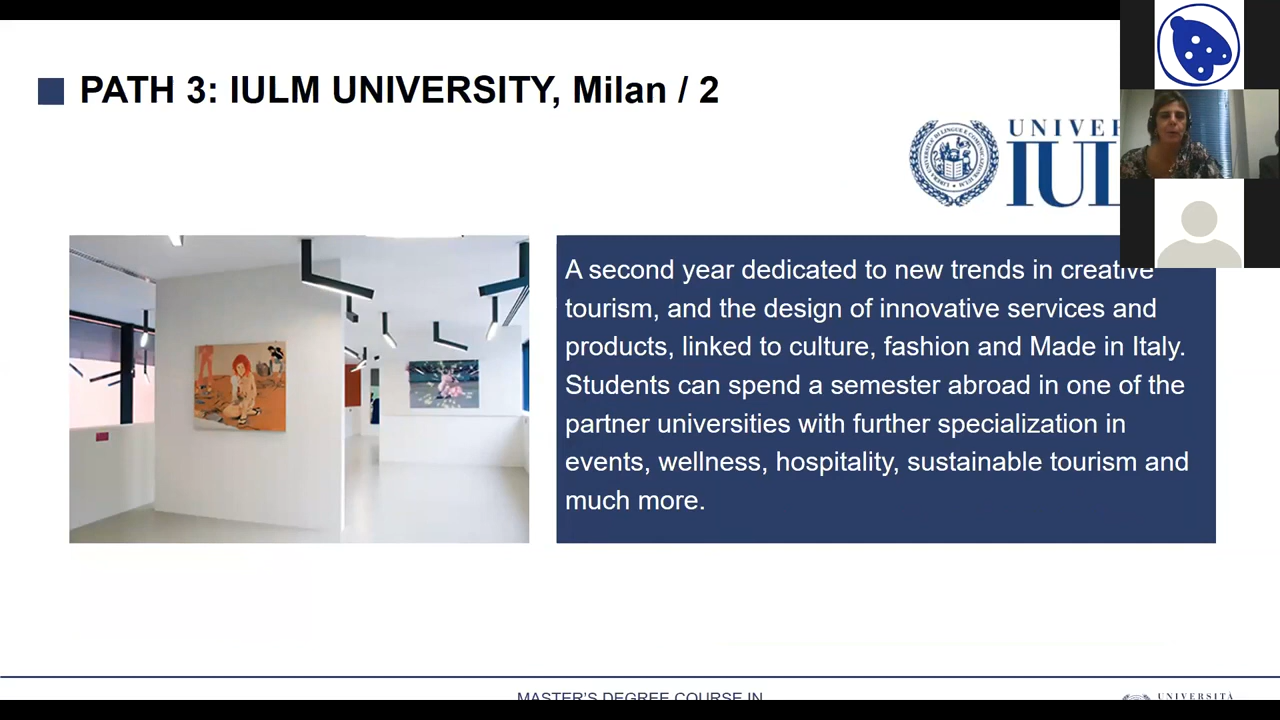 PATH 3: IULM UNIVERSITY, Milan / 2
UNIVER
IUL
A second year dedicated to new trends in creative
tourism, and the design of innovative services and
products, linked to culture, fashion and Made in Italy.
Students can spend a semester abroad in one of the
partner universities with further specialization in
events, wellness, hospitality, sustainable tourism and
much more.
MASTER'S DEGREE COURSE IN
UNIVERSITÀ